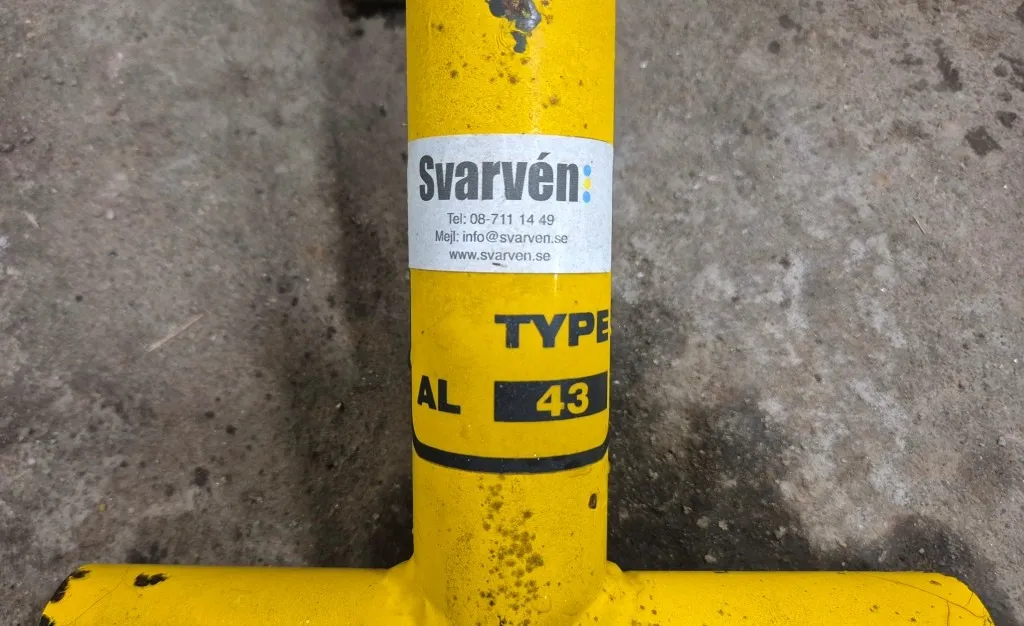 Svarvén:
Tel: 08-711 14 49
Mejl: info@svarven.se
www.svarven.se
TYPE
AL 43